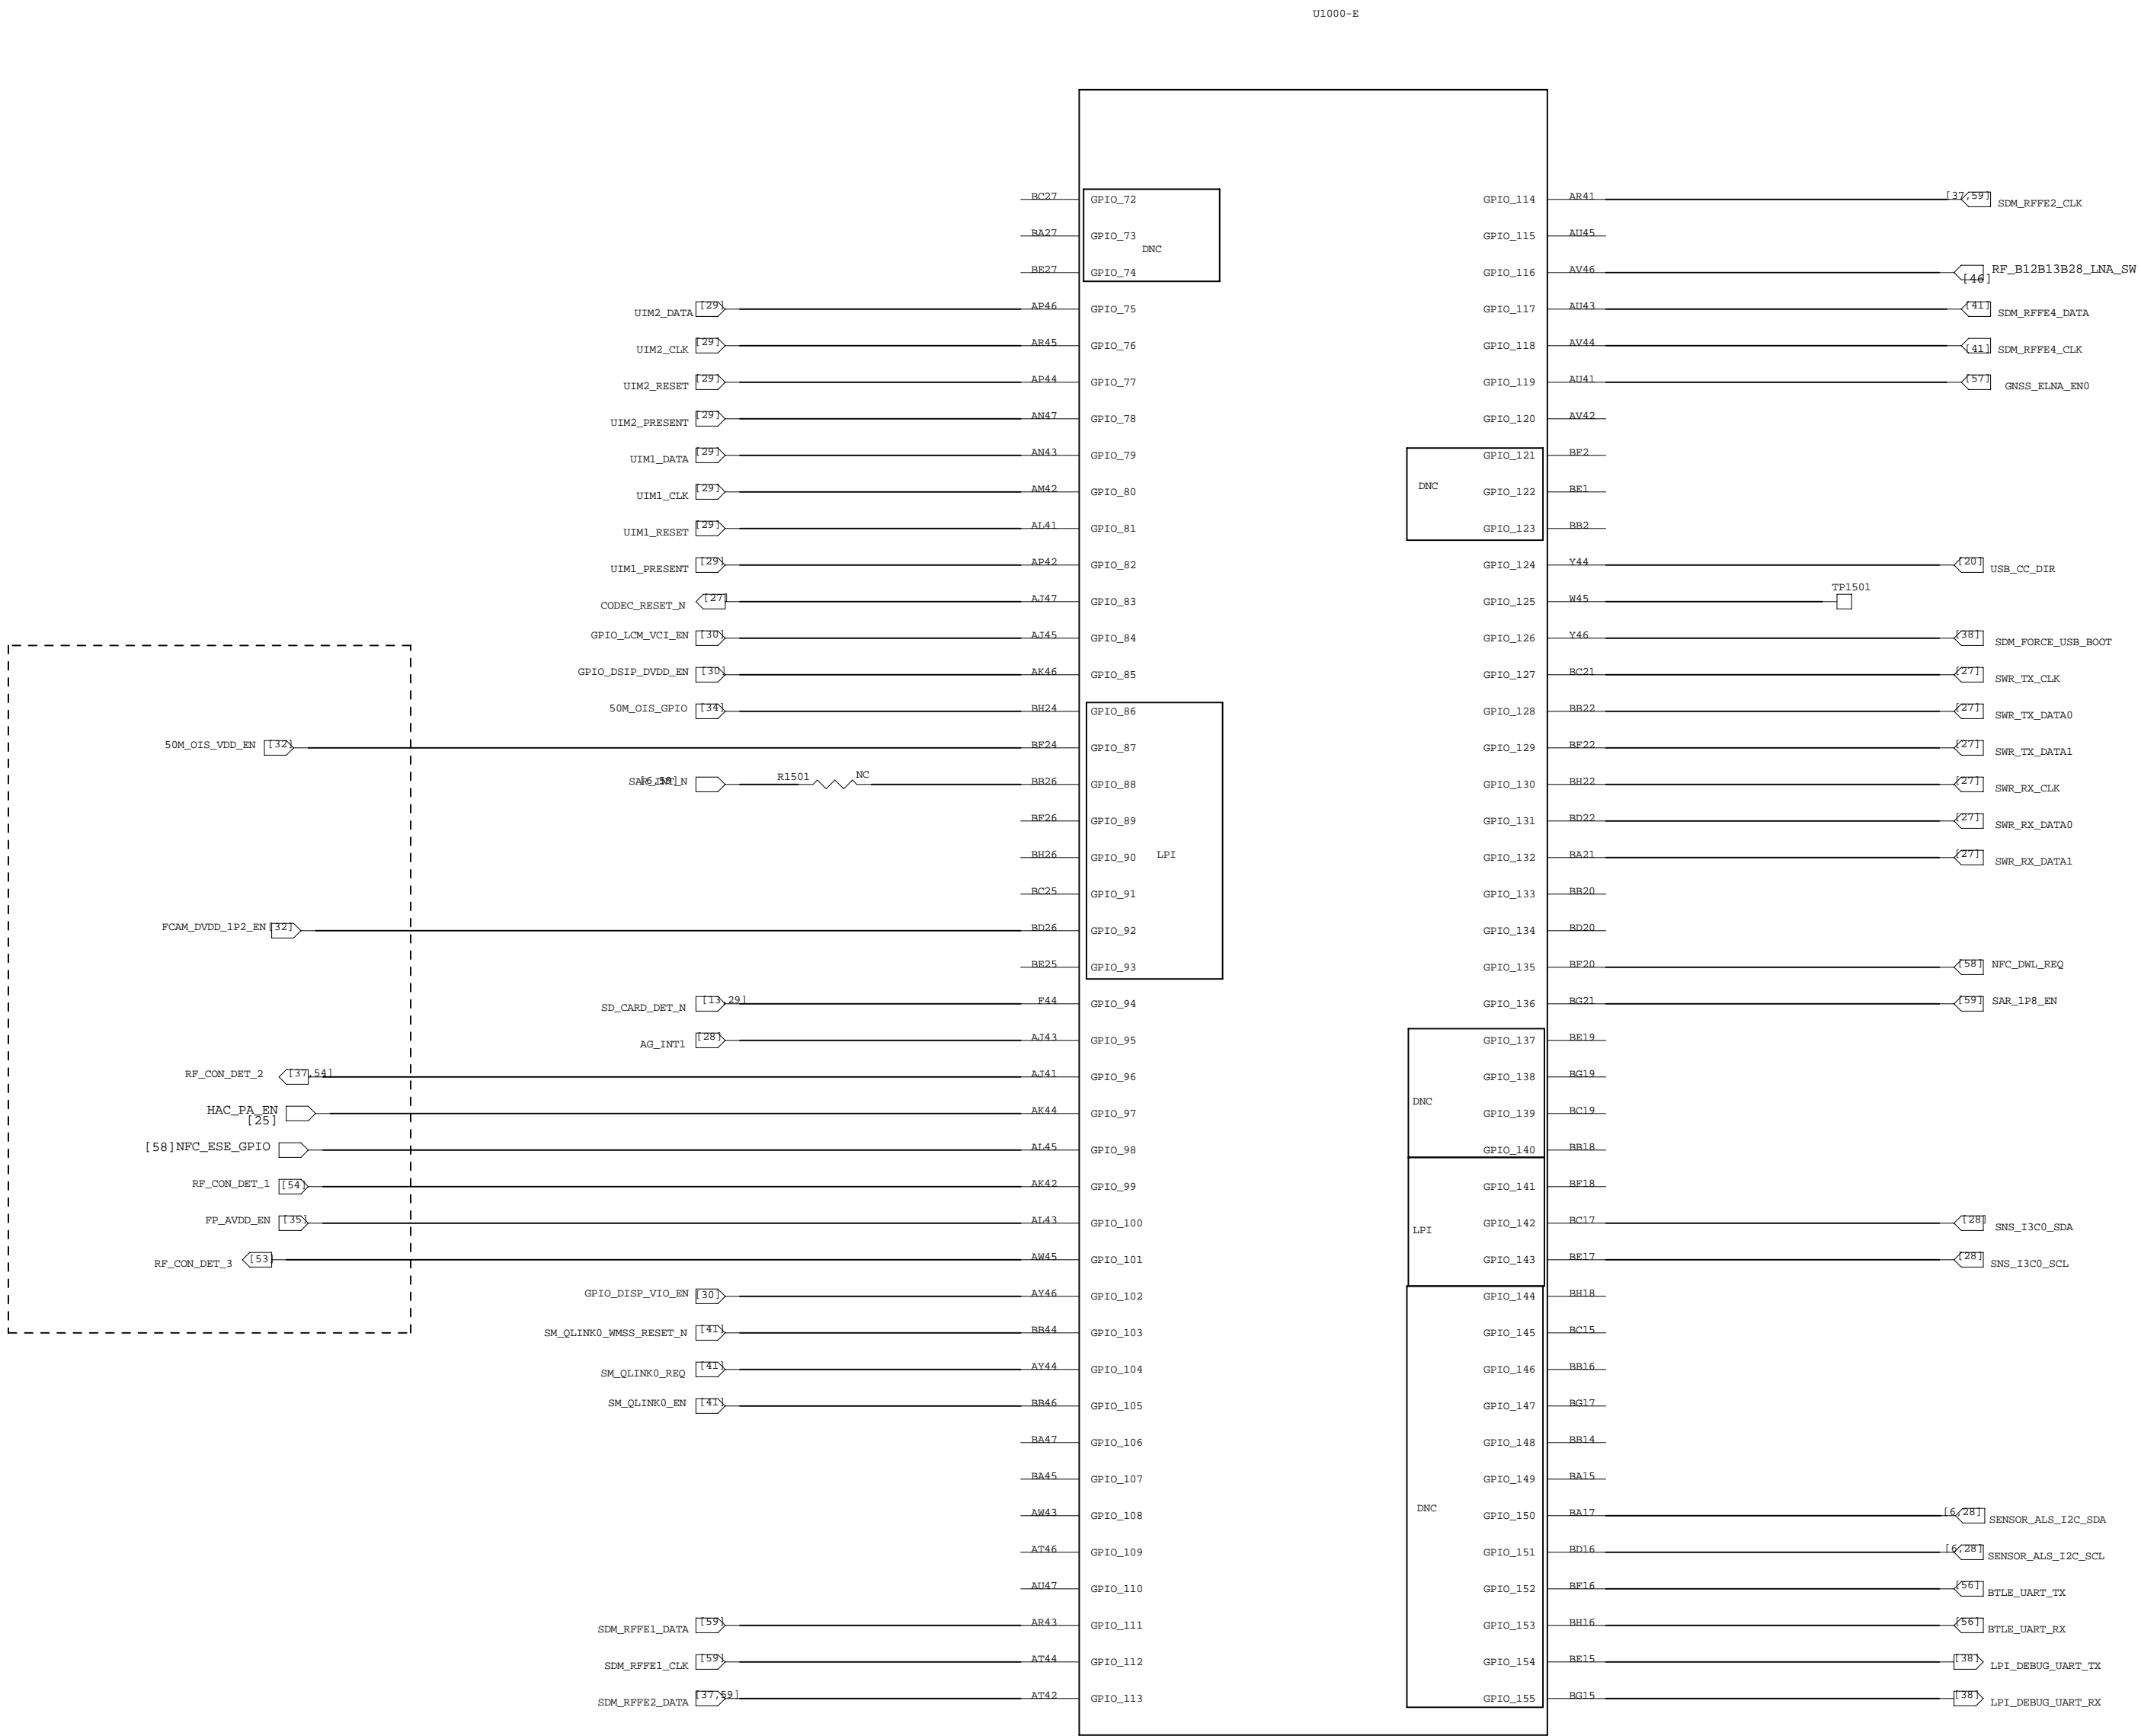 U1000-E
BC27 GPIO_72 GPIO_114 AR41 [37,59] SDM_RFFE2_CLK
BA27 GPIO_73 GPIO_115 AU45
DNC
BE27 GPIO_74 GPIO_116 AV46 [46] RF_B12B13B28_LNA_SW
UIM2_DATA [29] AP46 GPIO_75 GPIO_117 AU43 [41] SDM_RFFE4_DATA
UIM2_CLK [29] AR45 GPIO_76 GPIO_118 AV44 [41] SDM_RFFE4_CLK
UIM2_RESET [29] AP44 GPIO_77 GPIO_119 AU41 [57] GNSS_ELNA_EN0
UIM2_PRESENT [29] AN47 GPIO_78 GPIO_120 AV42
UIM1_DATA [29] AN43 GPIO_79 GPIO_121 BF2
UIM1_CLK [29] AM42 GPIO_80 DNC GPIO_122 BE1
UIM1_RESET [29] AL41 GPIO_81 GPIO_123 BB2
UIM1_PRESENT [29] AP42 GPIO_82 GPIO_124 Y44 [20] USB_CC_DIR
CODEC_RESET_N [27] AJ47 GPIO_83 GPIO_125 W45 TP1501
GPIO_LCM_VCI_EN [30] AJ45 GPIO_84 GPIO_126 Y46 [38] SDM_FORCE_USB_BOOT
GPIO_DSIP_DVDD_EN [30] AK46 GPIO_85 GPIO_127 BC21 [27] SWR_TX_CLK
50M_OIS_GPIO [34] BH24 GPIO_86 GPIO_128 BB22 [27] SWR_TX_DATA0
50M_OIS_VDD_EN [32] BF24 GPIO_87 GPIO_129 BF22 [27] SWR_TX_DATA1
SAR_INT_N [6,59] R1501 NC BB26 GPIO_88 GPIO_130 BH22 [27] SWR_RX_CLK
BF26 GPIO_89 GPIO_131 BD22 [27] SWR_RX_DATA0
BH26 GPIO_90 LPI GPIO_132 BA21 [27] SWR_RX_DATA1
BC25 GPIO_91 GPIO_133 BB20
FCAM_DVDD_1P2_EN [32] BD26 GPIO_92 GPIO_134 BD20
BE25 GPIO_93 GPIO_135 BF20 [58] NFC_DWL_REQ
SD_CARD_DET_N [13,29] F44 GPIO_94 GPIO_136 BG21 [59] SAR_1P8_EN
AG_INT1 [28] AJ43 GPIO_95 GPIO_137 BE19
RF_CON_DET_2 [37,54] AJ41 GPIO_96 GPIO_138 BG19
HAC_PA_EN [25] AK44 GPIO_97 DNC GPIO_139 BC19
[58]NFC_ESE_GPIO AL45 GPIO_98 GPIO_140 BB18
RF_CON_DET_1 [54] AK42 GPIO_99 GPIO_141 BF18
FP_AVDD_EN [35] AL43 GPIO_100 LPI GPIO_142 BC17 [28] SNS_I3C0_SDA
RF_CON_DET_3 [53] AW45 GPIO_101 GPIO_143 BE17 [28] SNS_I3C0_SCL
GPIO_DISP_VIO_EN [30] AY46 GPIO_102 GPIO_144 BH18
SM_QLINK0_WMSS_RESET_N [41] BB44 GPIO_103 GPIO_145 BC15
SM_QLINK0_REQ [41] AY44 GPIO_104 GPIO_146 BB16
SM_QLINK0_EN [41] BB46 GPIO_105 GPIO_147 BG17
BA47 GPIO_106 GPIO_148 BB14
BA45 GPIO_107 GPIO_149 BA15
AW43 GPIO_108 DNC GPIO_150 BA17 [6,28] SENSOR_ALS_I2C_SDA
AT46 GPIO_109 GPIO_151 BD16 [6,28] SENSOR_ALS_I2C_SCL
AU47 GPIO_110 GPIO_152 BF16 [56] BTLE_UART_TX
SDM_RFFE1_DATA [59] AR43 GPIO_111 GPIO_153 BH16 [56] BTLE_UART_RX
SDM_RFFE1_CLK [59] AT44 GPIO_112 GPIO_154 BE15 [38] LPI_DEBUG_UART_TX
SDM_RFFE2_DATA [37,59] AT42 GPIO_113 GPIO_155 BG15 [38] LPI_DEBUG_UART_RX